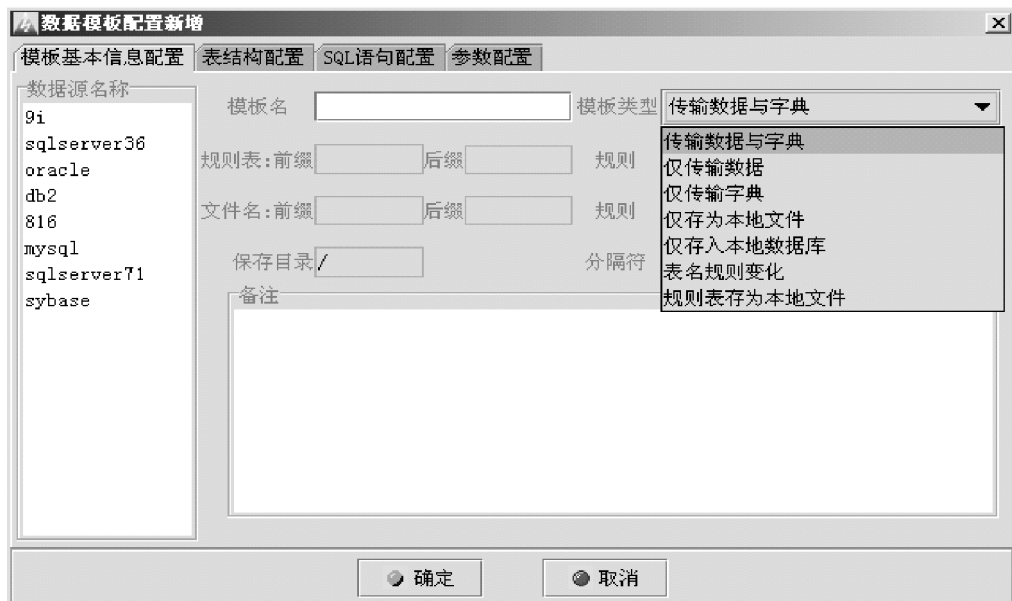 数据模板配置新增
模板基本信息配置 表结构配置 SQL语句配置 参数配置
数据源名称
9i
sqlserver36
oracle
db2
816
mysql
sqlserver71
sybase
模板名 模板类型 传输数据与字典
规则表:前缀 后缀 规则
文件名:前缀 后缀 规则
保存目录 / 分隔符
传输数据与字典
仅传输数据
仅传输字典
仅存为本地文件
仅存入本地数据库
表名规则变化
规则表存为本地文件
备注
确定 取消